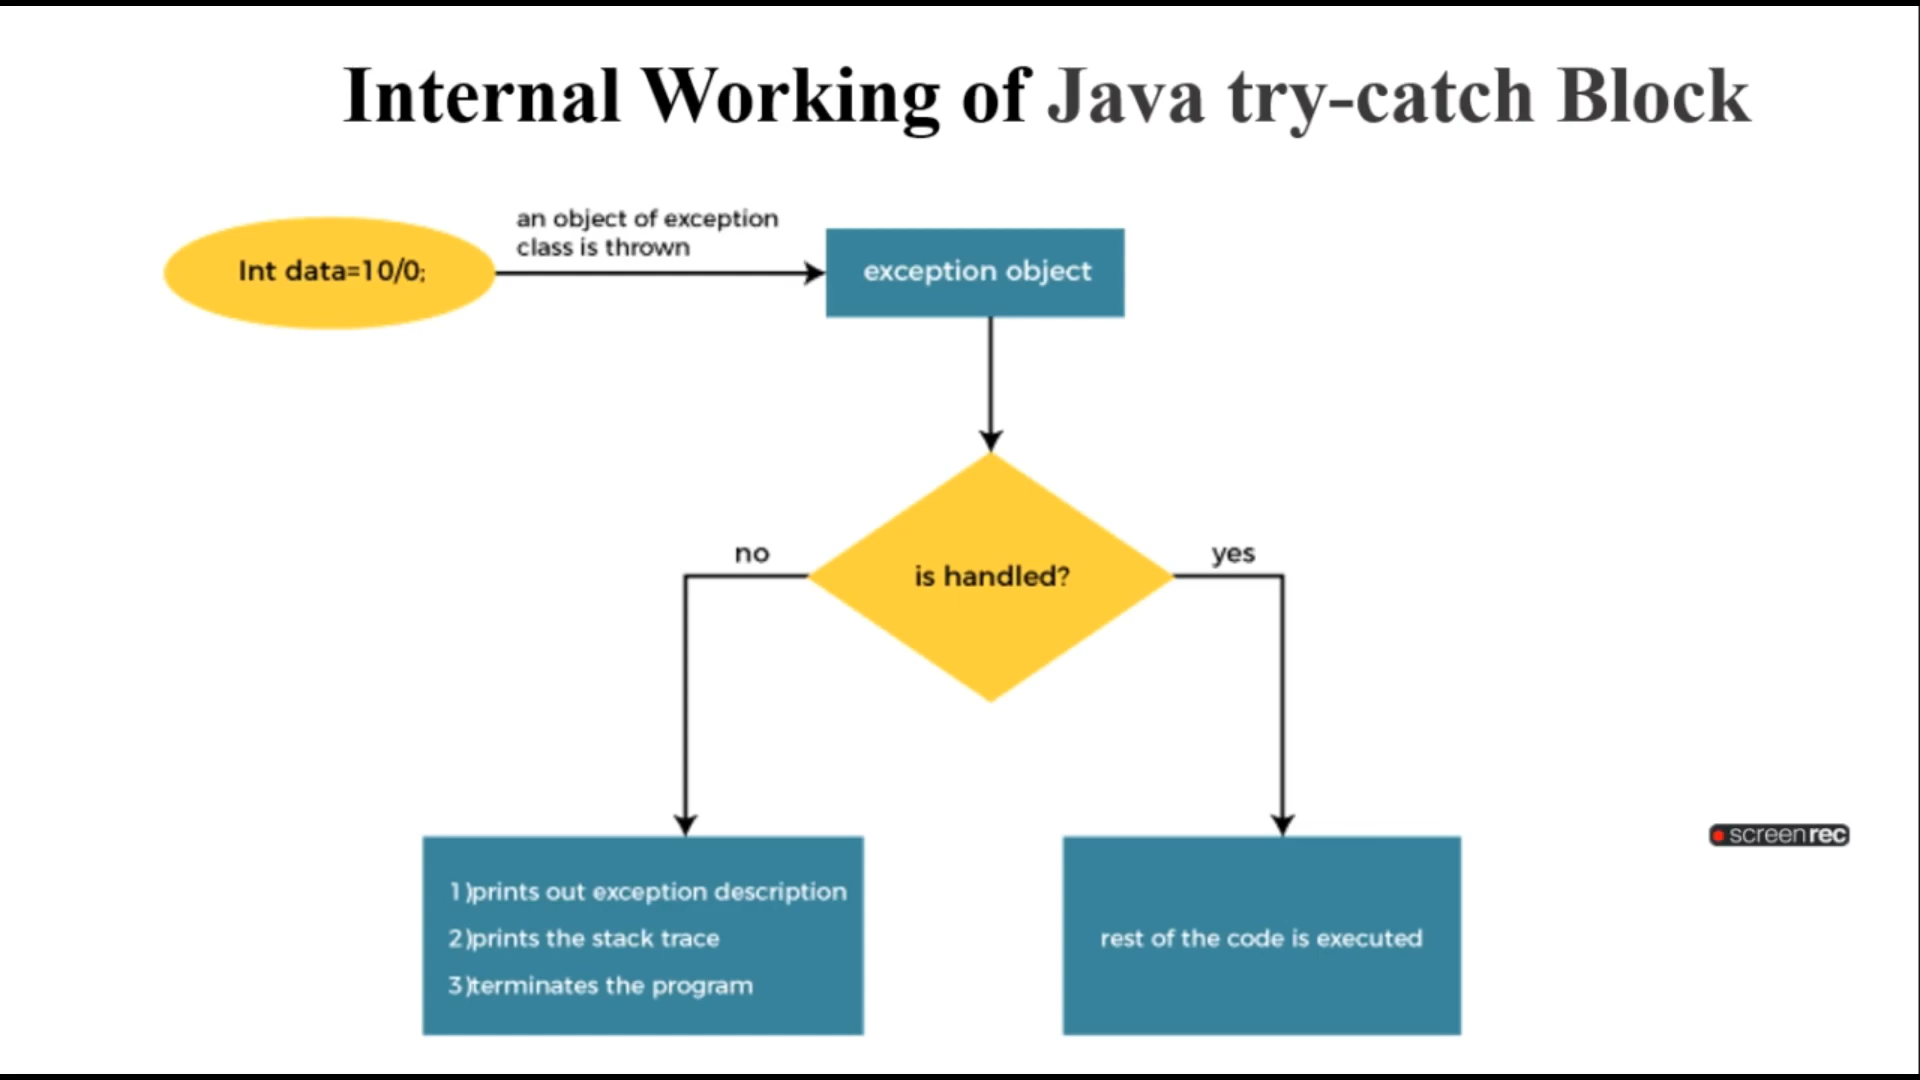 Internal Working of Java try-catch Block
an object of exception
class is thrown
Int data=10/0;
exception object
no
yes
is handled?
1)prints out exception description
2)prints the stack trace
3)terminates the program
rest of the code is executed
screenrec